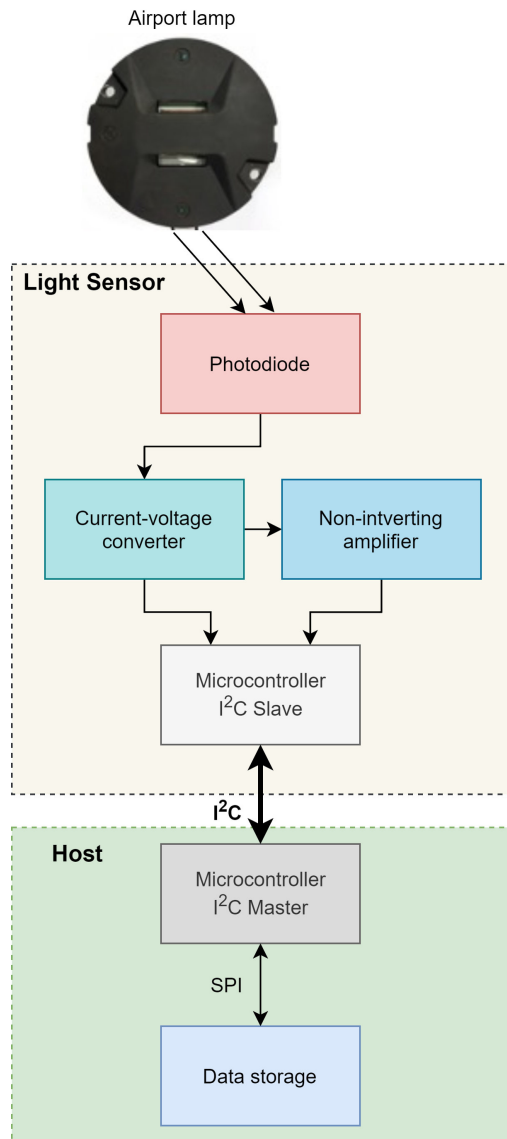 Airport lamp
Light Sensor
Photodiode
Current-voltage
converter
Non-intverting
amplifier
Microcontroller
I²C Slave
I²C
Host
Microcontroller
I²C Master
SPI
Data storage